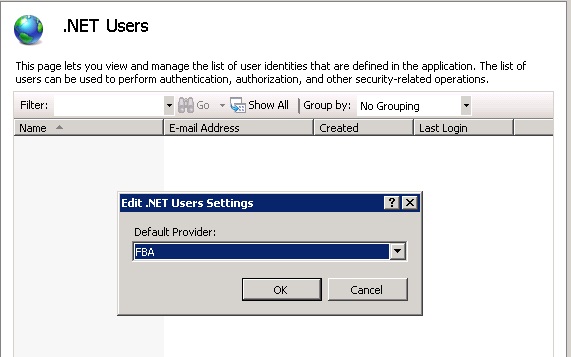 .NET Users
This page lets you view and manage the list of user identities that are defined in the application. The list of
users can be used to perform authentication, authorization, and other security-related operations.
Filter: Go Show All Group by: No Grouping
Name E-mail Address Created Last Login
Edit .NET Users Settings
Default Provider:
FBA
OK Cancel